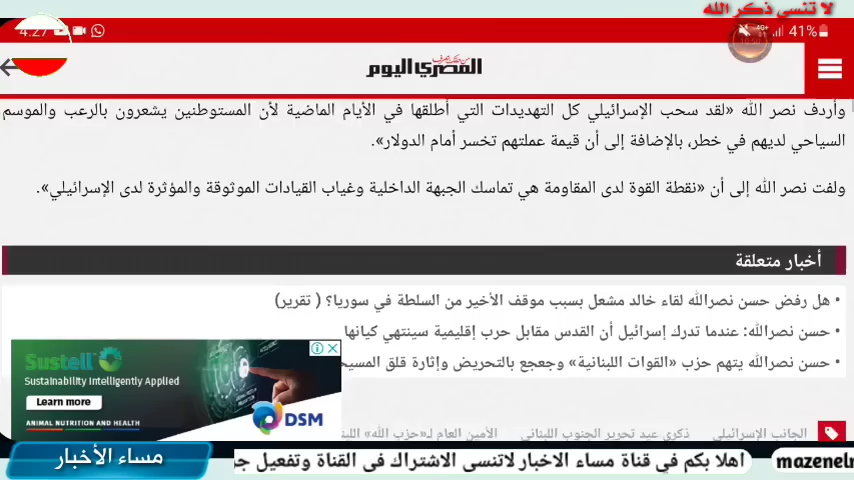 لا تنسى ذكر الله
4:27
41%
المصري اليوم
وأردف نصر الله «لقد سحب الإسرائيلي كل التهديدات التي أطلقها في الأيام الماضية لأن المستوطنين يشعرون بالرعب والموسم
السياحي لديهم في خطر، بالإضافة إلى أن قيمة عملتهم تخسر أمام الدولار».
ولفت نصر الله إلى أن «نقطة القوة لدى المقاومة هي تماسك الجبهة الداخلية وغياب القيادات الموثوقة والمؤثرة لدى الإسرائيلي».
أخبار متعلقة
• هل رفض حسن نصرالله لقاء خالد مشعل بسبب موقف الأخير من السلطة في سوريا؟ ( تقرير)
• حسن نصرالله: عندما تدرك إسرائيل أن القدس مقابل حرب إقليمية سينتهي كيانها
• حسن نصرالله يتهم حزب «القوات اللبنانية» وجعجع بالتحريض وإثارة قلق المسيح
Sustell
Sustainability Intelligently Applied
Learn more
ANIMAL NUTRITION AND HEALTH
DSM
الجانب الإسرائيلي ذكري عيد تحرير الجنوب اللبناني الأمين العام لـ«حزب الله» اللبنا
مساء الأخبار
اهلا بكم في قناة مساء الاخبار لاتنسى الاشتراك في القناة وتفعيل جر
mazenelm